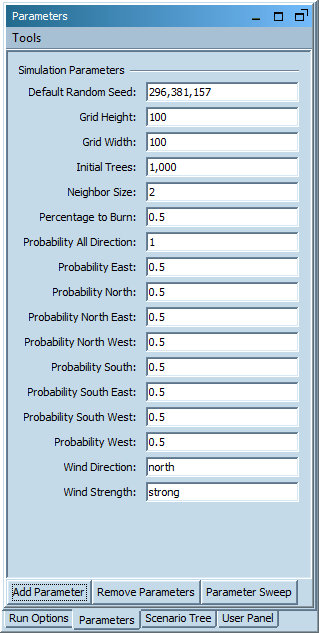 Parameters
Tools
Simulation Parameters
Default Random Seed: 296,381,157
Grid Height: 100
Grid Width: 100
Initial Trees: 1,000
Neighbor Size: 2
Percentage to Burn: 0.5
Probability All Direction: 1
Probability East: 0.5
Probability North: 0.5
Probability North East: 0.5
Probability North West: 0.5
Probability South: 0.5
Probability South East: 0.5
Probability South West: 0.5
Probability West: 0.5
Wind Direction: north
Wind Strength: strong
Add Parameter Remove Parameters Parameter Sweep
Run Options Parameters Scenario Tree User Panel